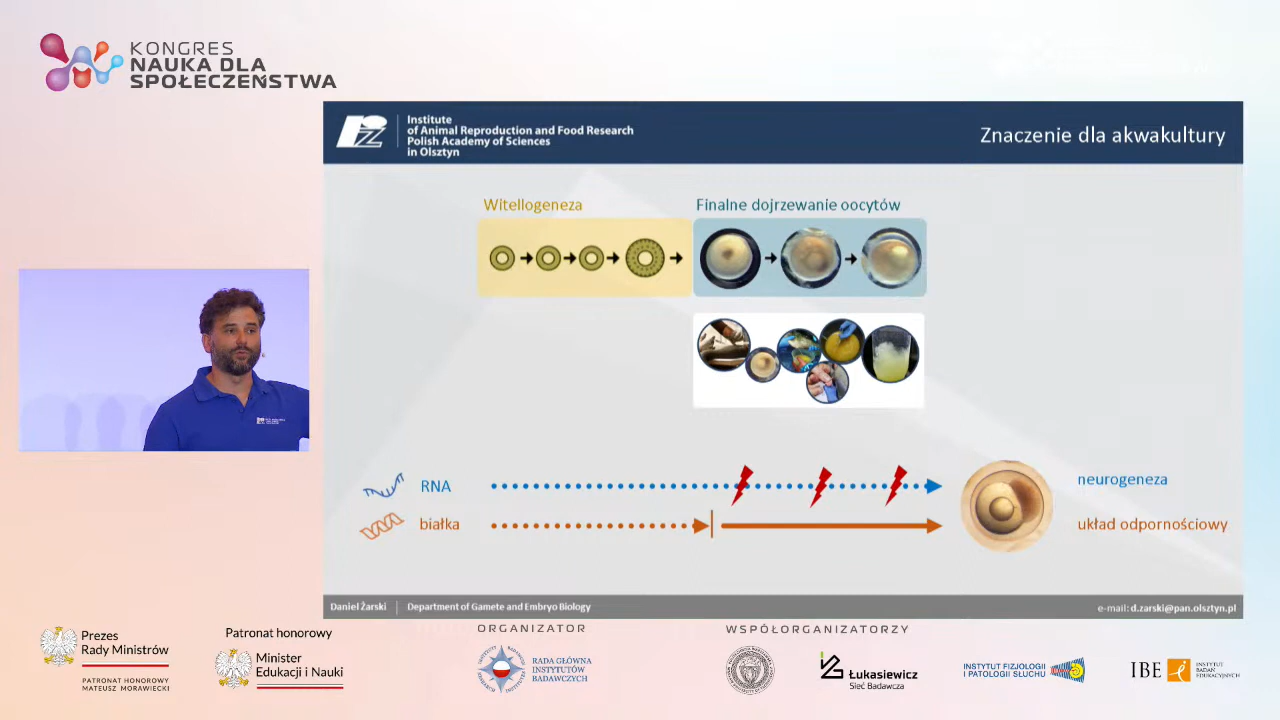 KONGRES
NAUKA DLA
SPOŁECZEŃSTWA
Institute
of Animal Reproduction and Food Research
Polish Academy of Sciences
in Olsztyn
Znaczenie dla akwakultury
Witellogeneza
Finalne dojrzewanie oocytów
RNA
białka
neurogeneza
układ odpornościowy
Daniel Żarski
Department of Gamete and Embryo Biology
e-mail: d.zarski@pan.olsztyn.pl
Prezes
Rady Ministrów
PATRONAT HONOROWY
MATEUSZ MORAWIECKI
Patronat honorowy
Minister
Edukacji i Nauki
ORGANIZATOR
RADA GŁÓWNA
INSTYTUTÓW
BADAWCZYCH
WSPÓŁORGANIZATORZY
Łukasiewicz
Sieć Badawcza
INSTYTUT FIZJOLOGII
I PATOLOGII SŁUCHU
IBE
INSTYTUT
BADAŃ
EDUKACYJNYCH